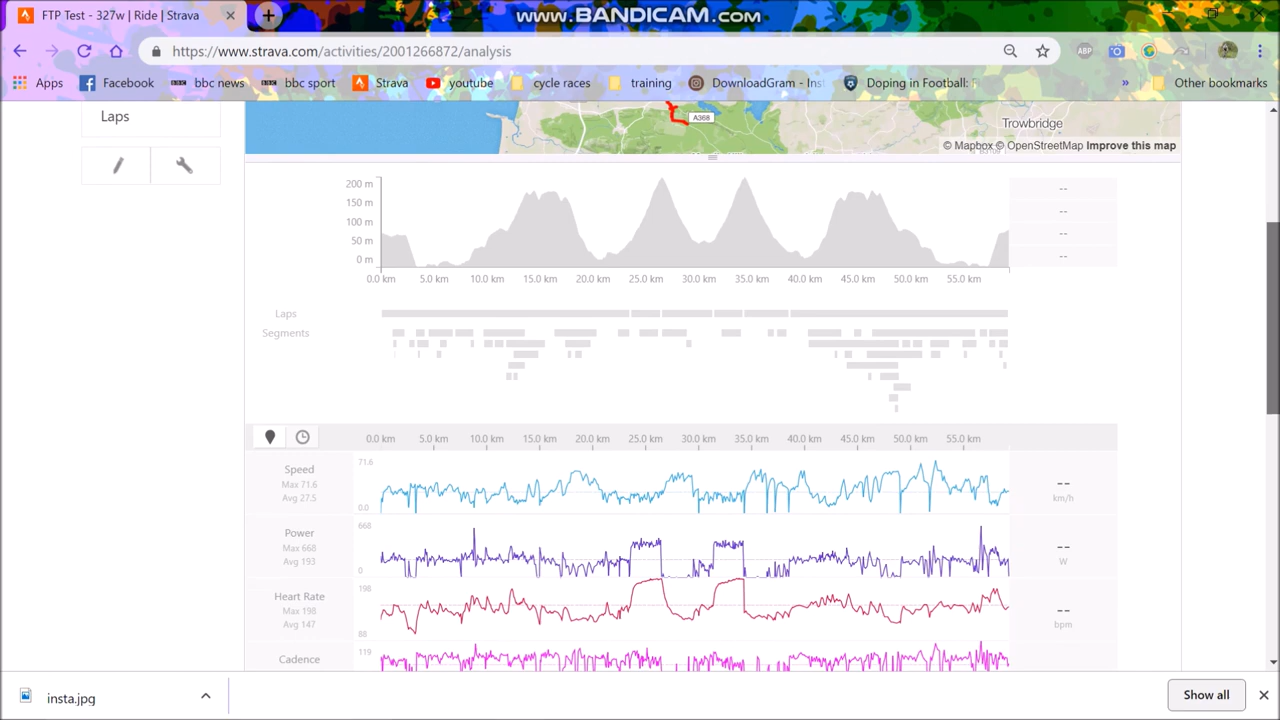 www.BANDICAM.com
FTP Test - 327w | Ride | Strava
https://www.strava.com/activities/2001266872/analysis
ABP
Apps Facebook bbc news bbc sport Strava youtube cycle races training DownloadGram - Inst Doping in Football: F » Other bookmarks
Laps
A368
Trowbridge
© Mapbox © OpenStreetMap Improve this map
200 m
150 m
100 m
50 m
0 m
--
--
--
--
0.0 km 5.0 km 10.0 km 15.0 km 20.0 km 25.0 km 30.0 km 35.0 km 40.0 km 45.0 km 50.0 km 55.0 km
Laps
Segments
0.0 km 5.0 km 10.0 km 15.0 km 20.0 km 25.0 km 30.0 km 35.0 km 40.0 km 45.0 km 50.0 km 55.0 km
Speed
Max 71.6
Avg 27.5
71.6
0.0
--
km/h
Power
Max 668
Avg 193
668
0
--
W
Heart Rate
Max 198
Avg 147
198
88
--
bpm
Cadence
119
insta.jpg
Show all